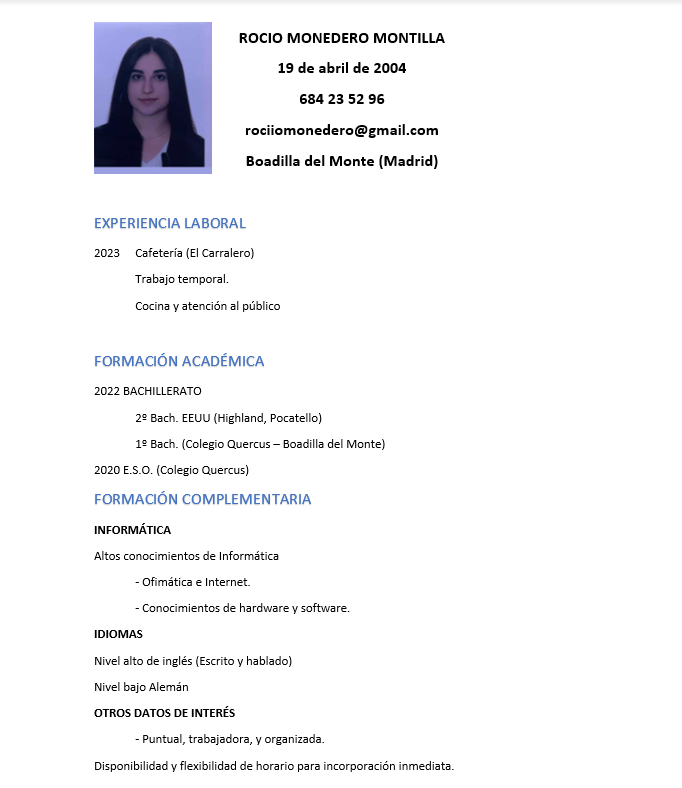 ROCIO MONEDERO MONTILLA
19 de abril de 2004
684 23 52 96
rociiomonedero@gmail.com
Boadilla del Monte (Madrid)
EXPERIENCIA LABORAL
2023 Cafetería (El Carralero)
Trabajo temporal.
Cocina y atención al público
FORMACIÓN ACADÉMICA
2022 BACHILLERATO
2º Bach. EEUU (Highland, Pocatello)
1º Bach. (Colegio Quercus – Boadilla del Monte)
2020 E.S.O. (Colegio Quercus)
FORMACIÓN COMPLEMENTARIA
INFORMÁTICA
Altos conocimientos de Informática
- Ofimática e Internet.
- Conocimientos de hardware y software.
IDIOMAS
Nivel alto de inglés (Escrito y hablado)
Nivel bajo Alemán
OTROS DATOS DE INTERÉS
- Puntual, trabajadora, y organizada.
Disponibilidad y flexibilidad de horario para incorporación inmediata.